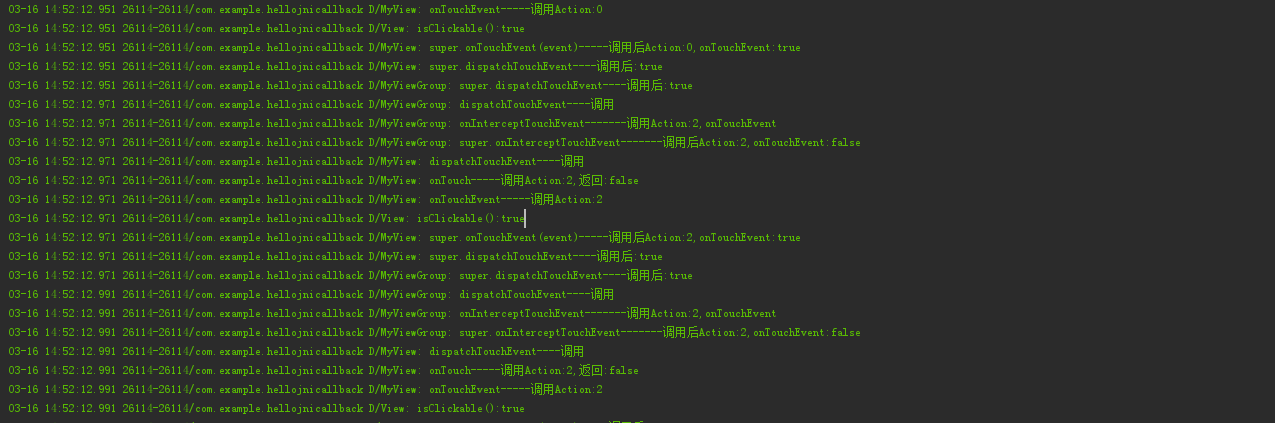 03-16 14:52:12.951 26114-26114/com.example.hellojnicallback D/MyView: onTouchEvent-----调用Action:0
03-16 14:52:12.951 26114-26114/com.example.hellojnicallback D/View: isClickable():true
03-16 14:52:12.951 26114-26114/com.example.hellojnicallback D/MyView: super.onTouchEvent(event)-----调用后Action:0,onTouchEvent:true
03-16 14:52:12.951 26114-26114/com.example.hellojnicallback D/MyView: super.dispatchTouchEvent----调用后:true
03-16 14:52:12.951 26114-26114/com.example.hellojnicallback D/MyViewGroup: super.dispatchTouchEvent----调用后:true
03-16 14:52:12.971 26114-26114/com.example.hellojnicallback D/MyViewGroup: dispatchTouchEvent----调用
03-16 14:52:12.971 26114-26114/com.example.hellojnicallback D/MyViewGroup: onInterceptTouchEvent-------调用Action:2,onTouchEvent
03-16 14:52:12.971 26114-26114/com.example.hellojnicallback D/MyViewGroup: super.onInterceptTouchEvent-------调用后Action:2,onTouchEvent:false
03-16 14:52:12.971 26114-26114/com.example.hellojnicallback D/MyView: dispatchTouchEvent----调用
03-16 14:52:12.971 26114-26114/com.example.hellojnicallback D/MyView: onTouch-----调用Action:2,返回:false
03-16 14:52:12.971 26114-26114/com.example.hellojnicallback D/MyView: onTouchEvent-----调用Action:2
03-16 14:52:12.971 26114-26114/com.example.hellojnicallback D/View: isClickable():true
03-16 14:52:12.971 26114-26114/com.example.hellojnicallback D/MyView: super.onTouchEvent(event)-----调用后Action:2,onTouchEvent:true
03-16 14:52:12.971 26114-26114/com.example.hellojnicallback D/MyView: super.dispatchTouchEvent----调用后:true
03-16 14:52:12.971 26114-26114/com.example.hellojnicallback D/MyViewGroup: super.dispatchTouchEvent----调用后:true
03-16 14:52:12.991 26114-26114/com.example.hellojnicallback D/MyViewGroup: dispatchTouchEvent----调用
03-16 14:52:12.991 26114-26114/com.example.hellojnicallback D/MyViewGroup: onInterceptTouchEvent-------调用Action:2,onTouchEvent
03-16 14:52:12.991 26114-26114/com.example.hellojnicallback D/MyViewGroup: super.onInterceptTouchEvent-------调用后Action:2,onTouchEvent:false
03-16 14:52:12.991 26114-26114/com.example.hellojnicallback D/MyView: dispatchTouchEvent----调用
03-16 14:52:12.991 26114-26114/com.example.hellojnicallback D/MyView: onTouch-----调用Action:2,返回:false
03-16 14:52:12.991 26114-26114/com.example.hellojnicallback D/MyView: onTouchEvent-----调用Action:2
03-16 14:52:12.991 26114-26114/com.example.hellojnicallback D/View: isClickable():true